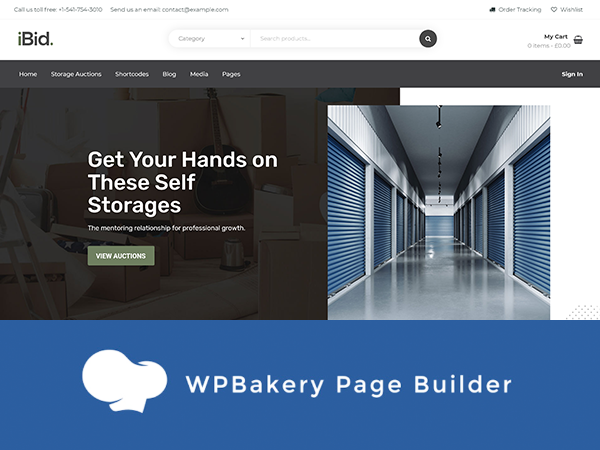 Call us toll free: +1-541-754-3010 Send us an email: contact@example.com Order Tracking Wishlist
iBid. Category Search products... My Cart
0 items - £0.00
Home Storage Auctions Shortcodes Blog Media Pages Sign In
Get Your Hands on
These Self
Storages
The mentoring relationship for professional growth.
VIEW AUCTIONS
WPBakery Page Builder